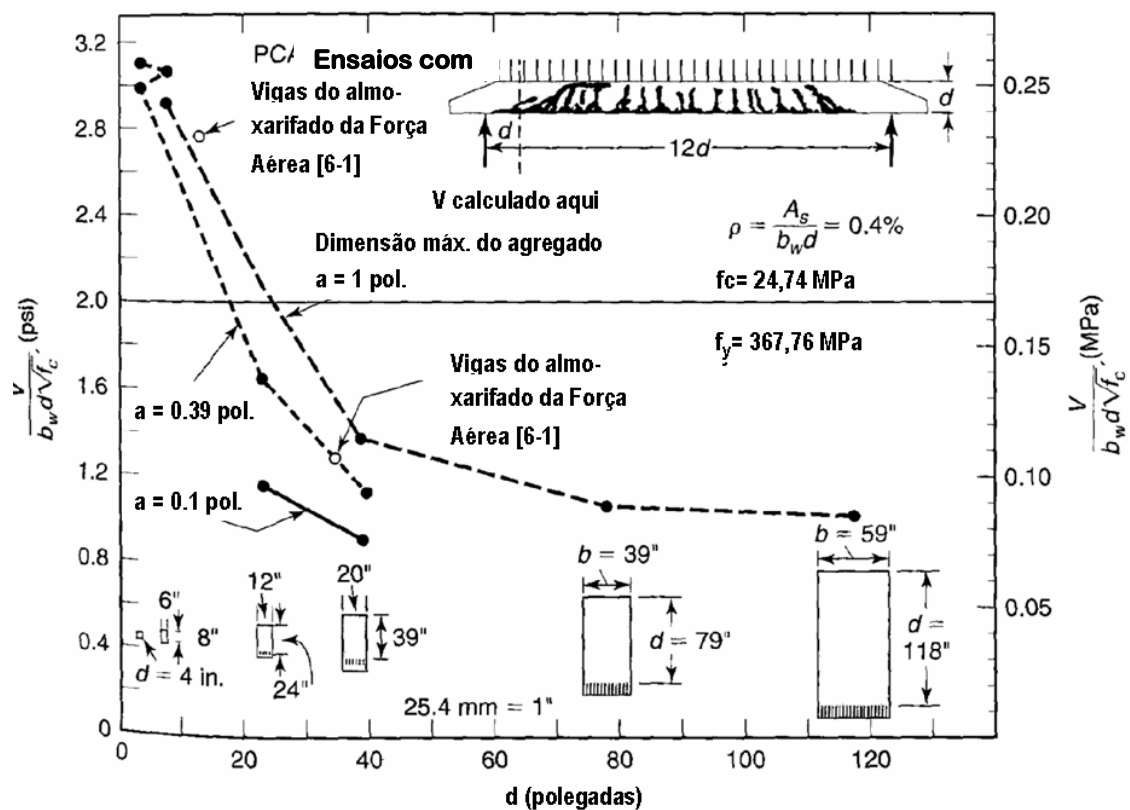 3.2
2.8
2.4
2.0
1.6
1.2
0.8
0.4
0
V
b_w d√f_c′ (psi)
PCA Ensaios com
Vigas do almo-
xarifado da Força
Aérea [6-1]
d
d
12d
V calculado aqui
Dimensão máx. do agregado
a = 1 pol.
ρ = A_s / b_w d = 0.4%
fc= 24,74 MPa
f_y= 367,76 MPa
Vigas do almo-
xarifado da Força
Aérea [6-1]
a = 0.39 pol.
a = 0.1 pol.
6"
8"
d = 4 in.
12"
24"
20"
39"
b = 39"
d = 79"
b = 59"
d =
118"
25.4 mm = 1"
0.25
0.20
0.15
0.10
0.05
V
b_w d√f_c′ (MPa)
0 20 40 60 80 100 120
d (polegadas)